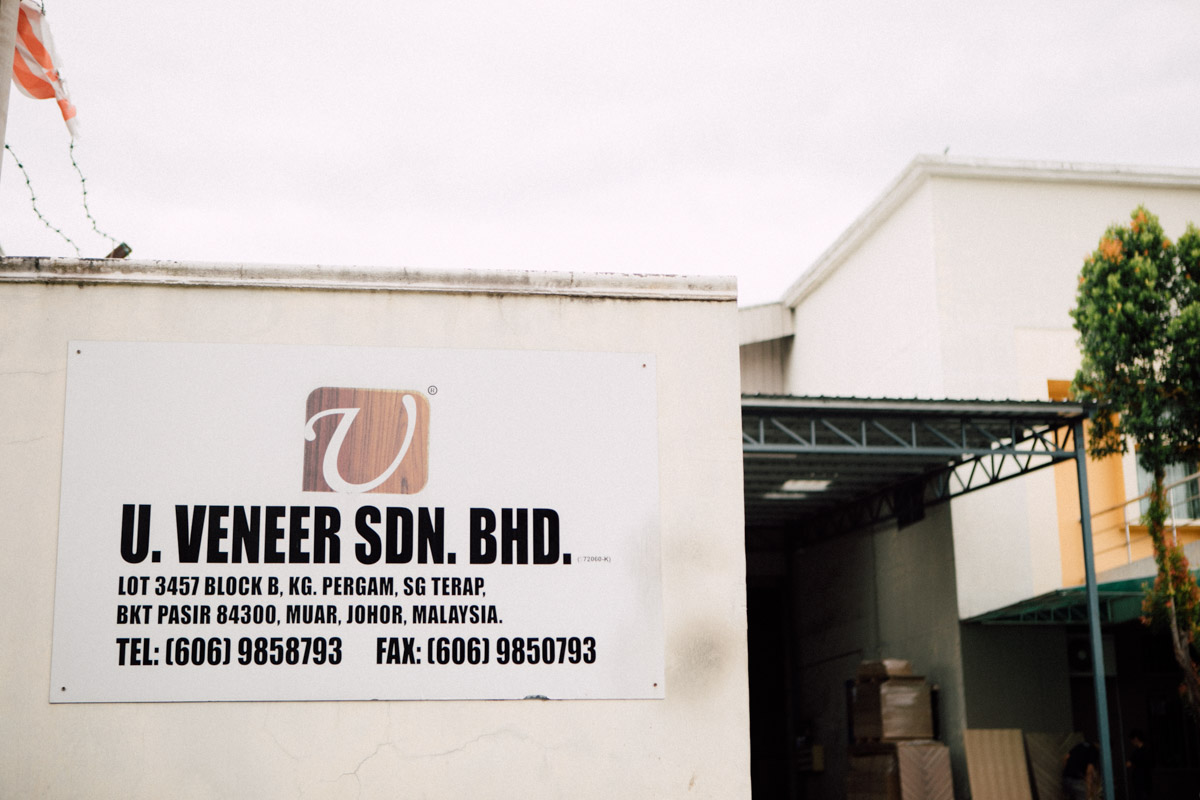 U ®
U. VENEER SDN. BHD.
LOT 3457 BLOCK B, KG. PERGAM, SG TERAP,
BKT PASIR 84300, MUAR, JOHOR, MALAYSIA.
TEL: (606) 9858793 FAX: (606) 9850793